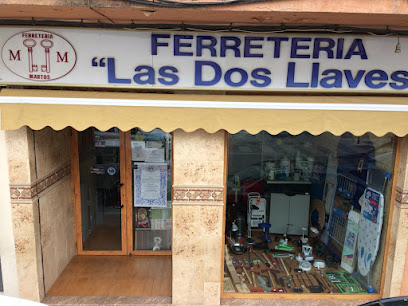 FERRETERIA
M M
MARTOS
FERRETERIA
"Las Dos Llaves